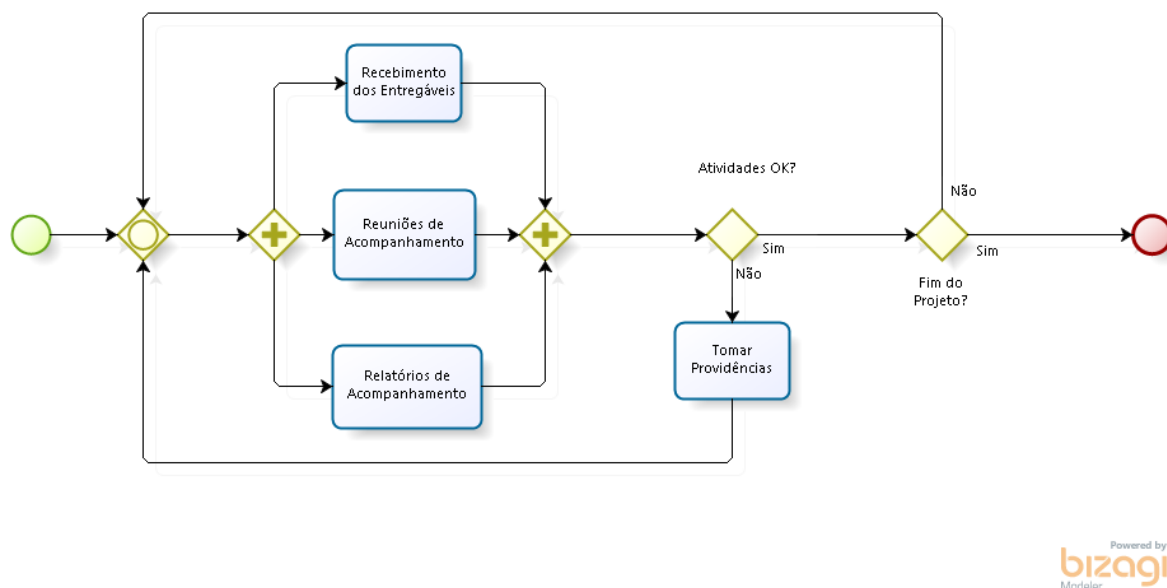 Recebimento
dos Entregáveis
Atividades OK?
Não
Reuniões de
Acompanhamento
Sim
Sim
Não
Fim do
Projeto?
Tomar
Providências
Relatórios de
Acompanhamento
Powered by
bizagi
Modeler